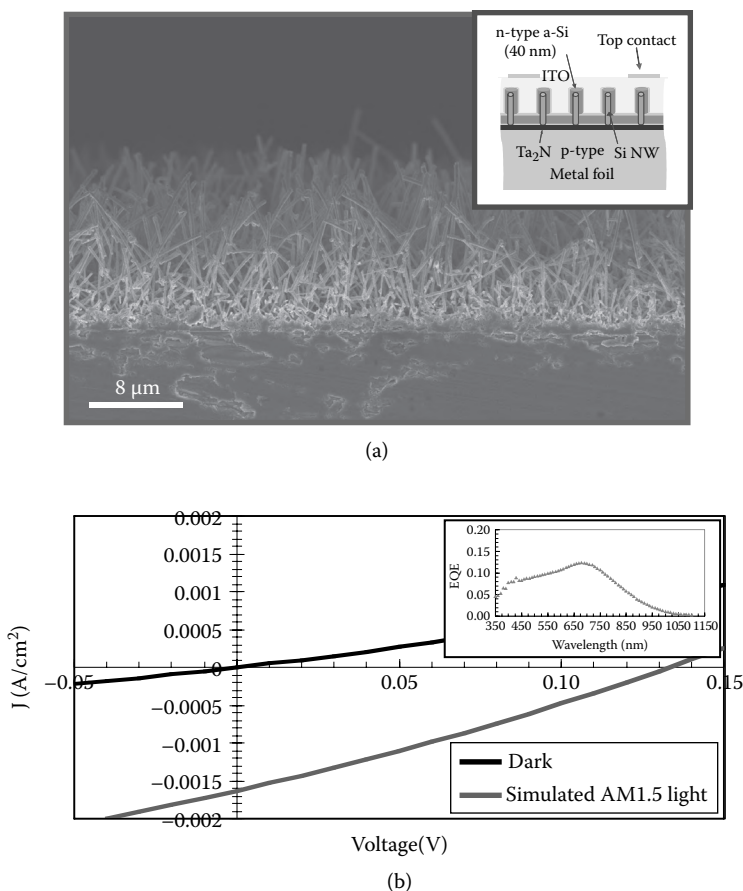 n-type a-Si
(40 nm)
Top contact
ITO
Ta2N p-type Si NW
Metal foil
8 µm
(a)
0.002
0.0015
0.001
0.0005
0
−0.0005
−0.001
−0.0015
−0.002
−0.05
0.05
0.10
0.15
J (A/cm²)
Voltage(V)
0.20
0.15
0.10
0.05
0.00
EQE
350 450 550 650 750 850 950 1050 1150
Wavelength (nm)
Dark
Simulated AM1.5 light
(b)